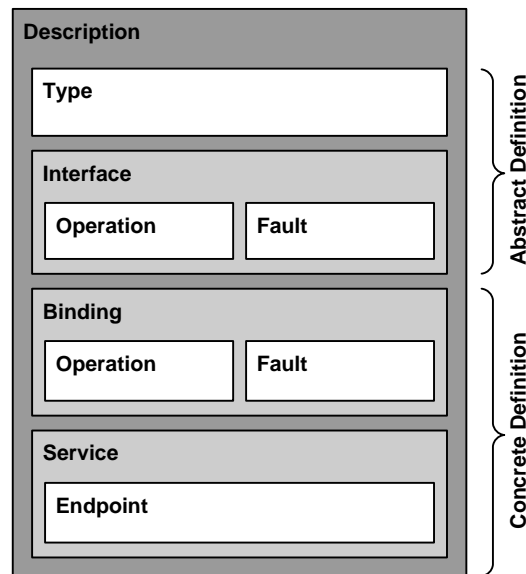 Description
Type
Interface
Operation
Fault
Binding
Operation
Fault
Service
Endpoint
Abstract Definition
Concrete Definition